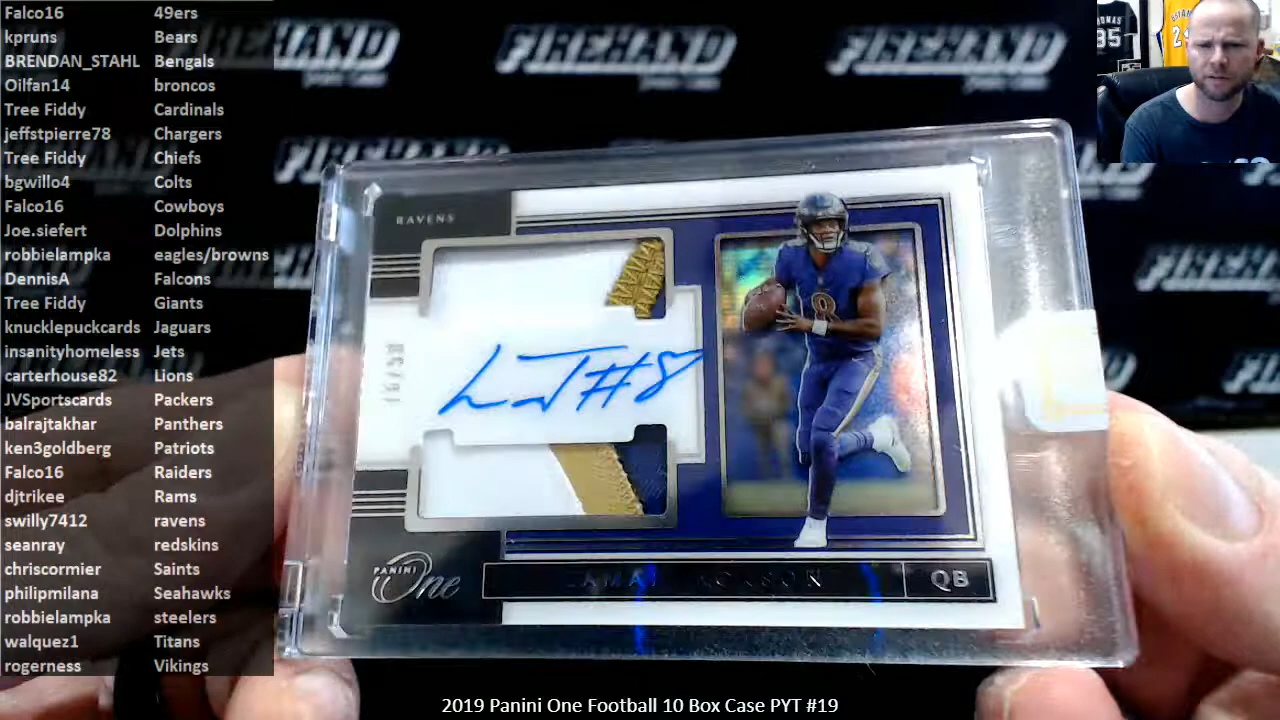 Falco16 49ers
kpruns Bears
BRENDAN_STAHL Bengals
Oilfan14 broncos
Tree Fiddy Cardinals
jeffstpierre78 Chargers
Tree Fiddy Chiefs
bgwillo4 Colts
Falco16 Cowboys
Joe.siefert Dolphins
robbielampka eagles/browns
DennisA Falcons
Tree Fiddy Giants
knucklepuckcards Jaguars
insanityhomeless Jets
carterhouse82 Lions
JVSportscards Packers
balrajtakhar Panthers
ken3goldberg Patriots
Falco16 Raiders
djtrikee Rams
swilly7412 ravens
seanray redskins
chriscormier Saints
philipmilana Seahawks
robbielampka steelers
walquez1 Titans
rogerness Vikings
FIREHAND FIREHAND
RAVENS
#8
8
PANINI One
QB
2019 Panini One Football 10 Box Case PYT #19